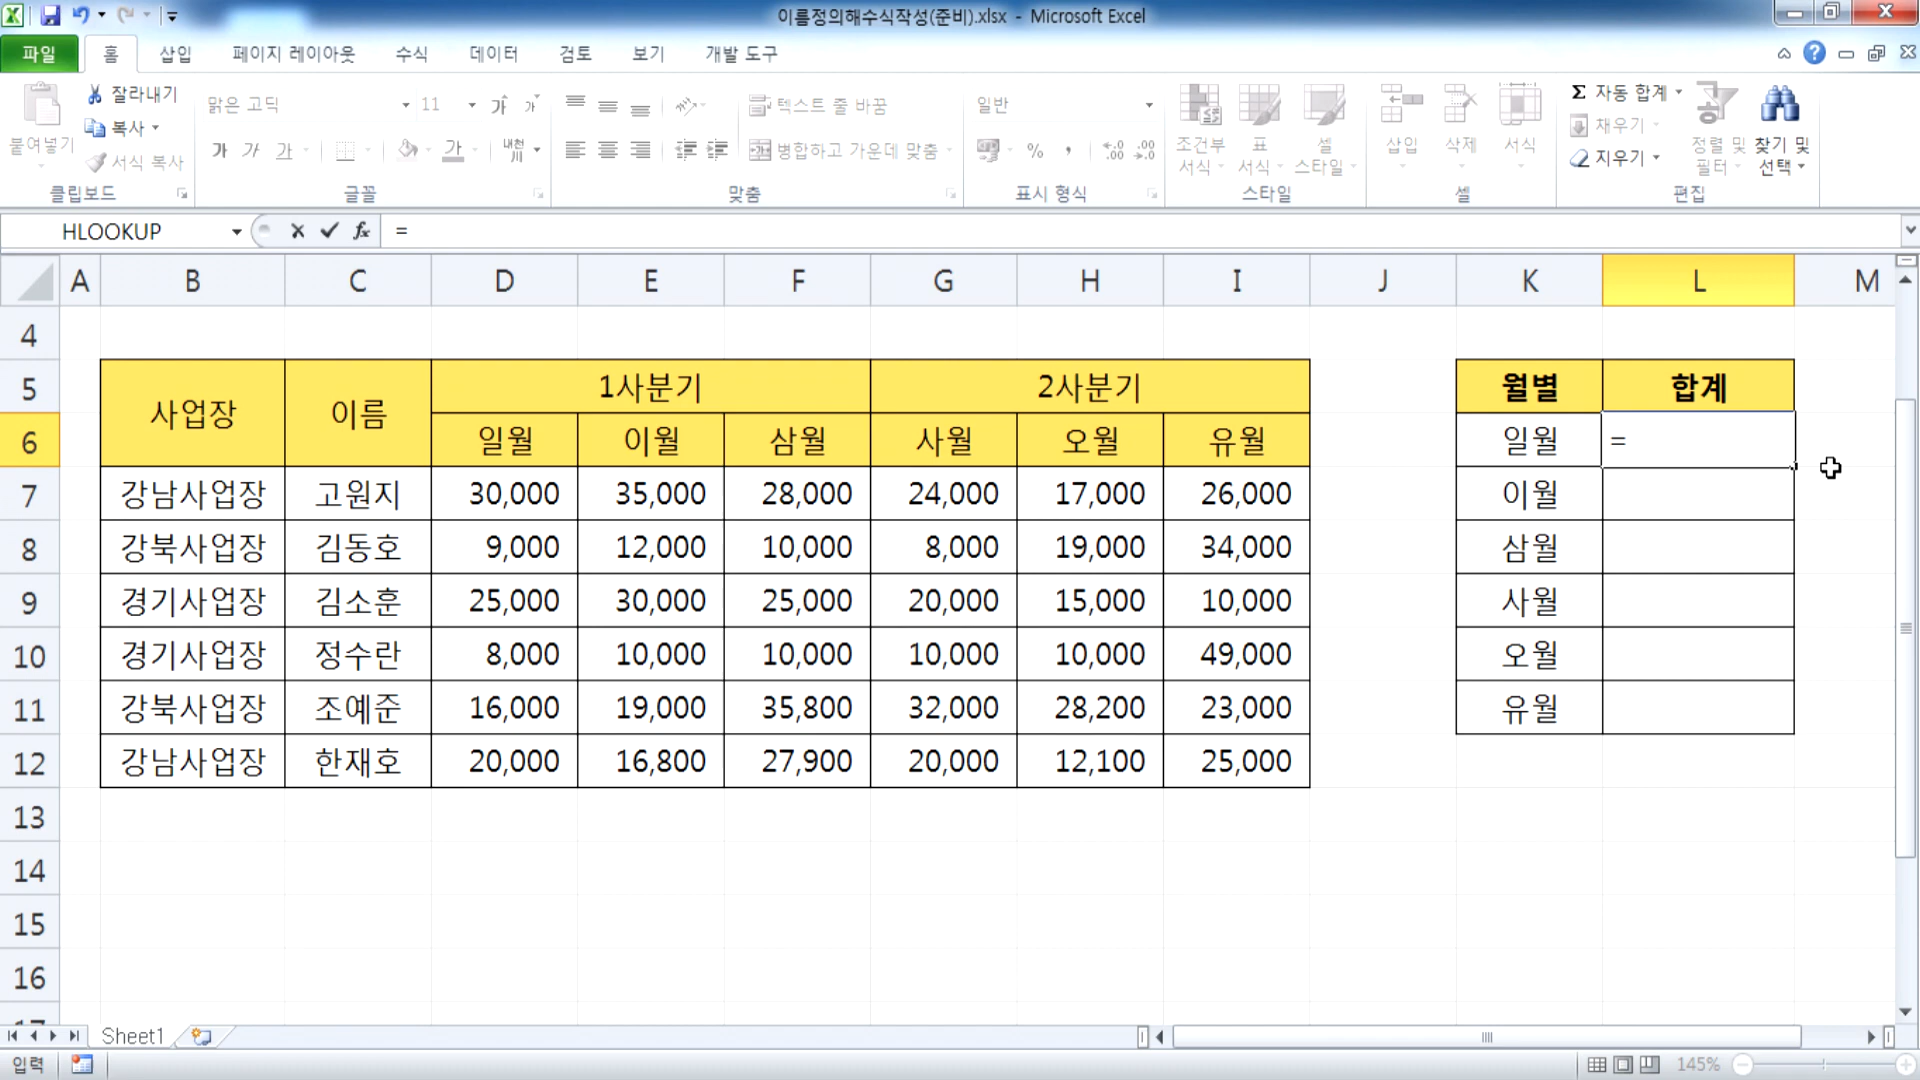 이름정의해수식작성(준비).xlsx - Microsoft Excel
파일 홈 삽입 페이지 레이아웃 수식 데이터 검토 보기 개발 도구
붙여넣기 잘라내기 복사 서식 복사 클립보드
맑은 고딕 11 가 가 가 가 가 가 내천 글꼴
텍스트 줄 바꿈 병합하고 가운데 맞춤 맞춤
일반 % , 표시 형식
조건부 서식 표 서식 셀 스타일 스타일
삽입 삭제 서식 셀
Σ 자동 합계 채우기 지우기 정렬 및 필터 찾기 및 선택 편집
HLOOKUP fx =
A B C D E F G H I J K L M
4
5 사업장 이름 1사분기 2사분기 월별 합계
6 일월 이월 삼월 사월 오월 유월 일월 =
7 강남사업장 고원지 30,000 35,000 28,000 24,000 17,000 26,000 이월
8 강북사업장 김동호 9,000 12,000 10,000 8,000 19,000 34,000 삼월
9 경기사업장 김소훈 25,000 30,000 25,000 20,000 15,000 10,000 사월
10 경기사업장 정수란 8,000 10,000 10,000 10,000 10,000 49,000 오월
11 강북사업장 조예준 16,000 19,000 35,800 32,000 28,200 23,000 유월
12 강남사업장 한재호 20,000 16,800 27,900 20,000 12,100 25,000
13
14
15
16
17
Sheet1
입력 145%